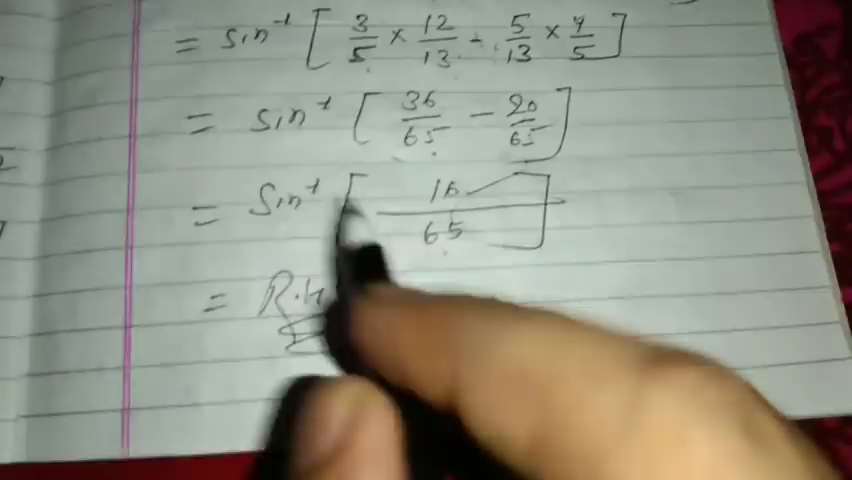 = Sin⁻¹ [ 3/5 × 12/13 - 5/13 × 4/5 ]
= Sin⁻¹ [ 36/65 - 20/65 ]
= Sin⁻¹ [ 16/65 ]
= R.H